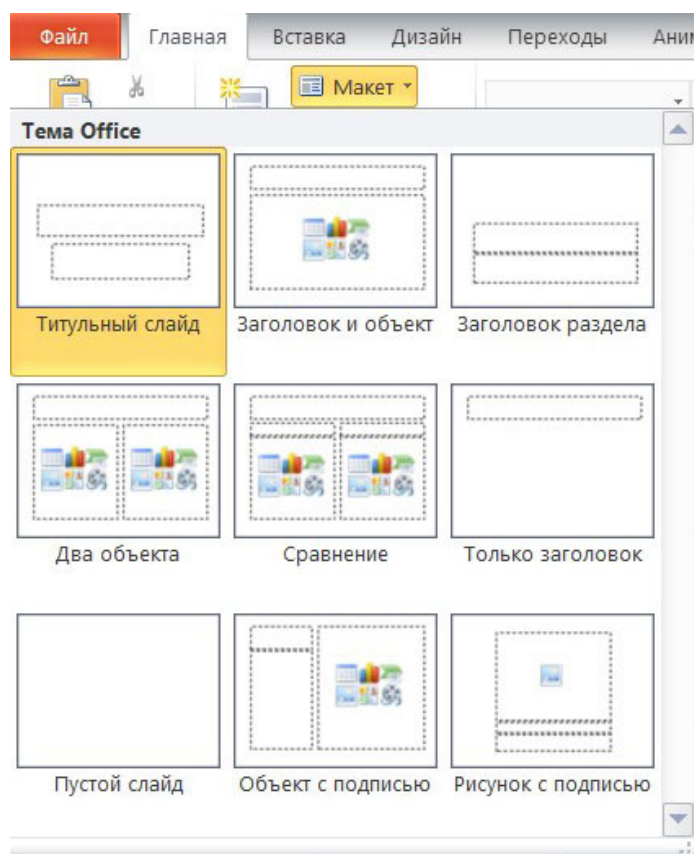 Файл Главная Вставка Дизайн Переходы
Макет
Тема Office
Титульный слайд Заголовок и объект Заголовок раздела
Два объекта Сравнение Только заголовок
Пустой слайд Объект с подписью Рисунок с подписью